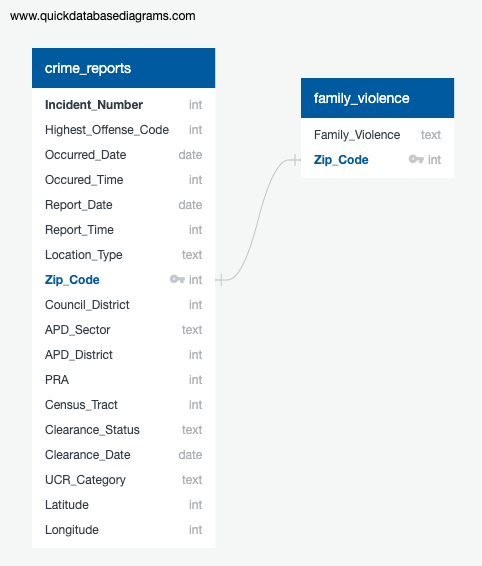 www.quickdatabasediagrams.com
crime_reports
Incident_Number int
Highest_Offense_Code int
Occurred_Date date
Occured_Time int
Report_Date date
Report_Time int
Location_Type text
Zip_Code int
Council_District int
APD_Sector text
APD_District int
PRA int
Census_Tract int
Clearance_Status text
Clearance_Date date
UCR_Category text
Latitude int
Longitude int
family_violence
Family_Violence text
Zip_Code int